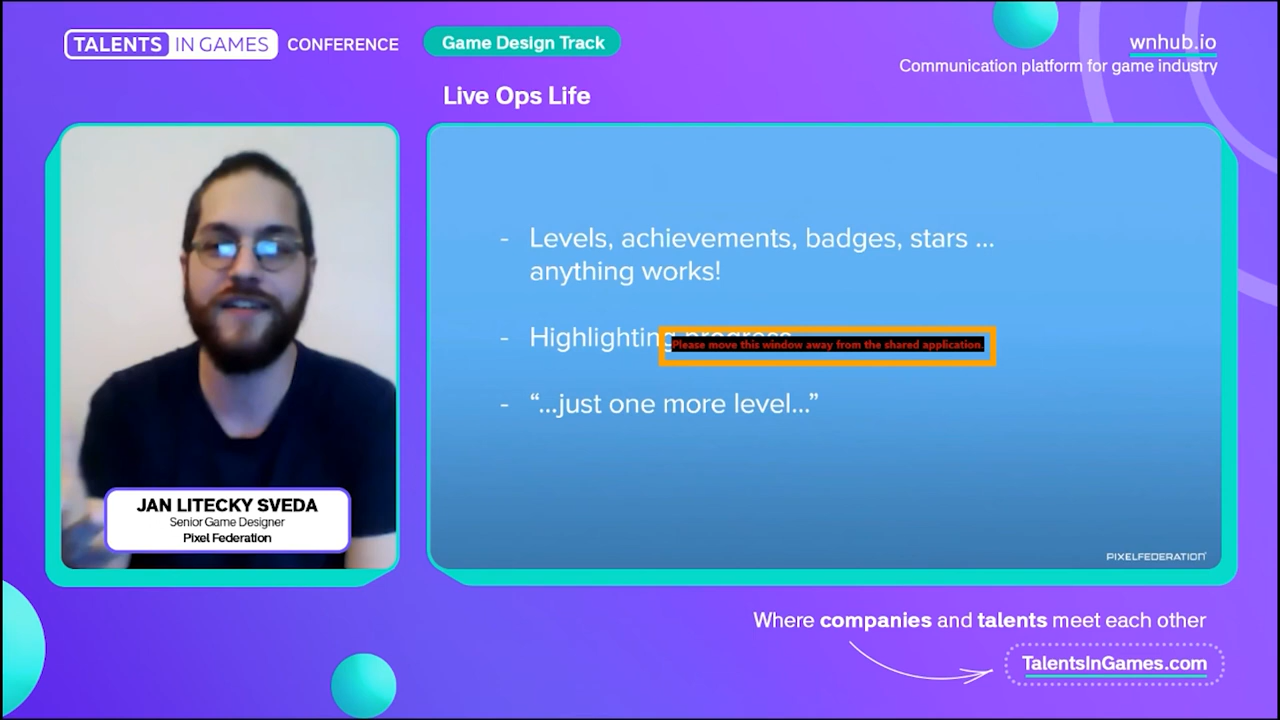 TALENTS IN GAMES CONFERENCE
Game Design Track
wnhub.io
Communication platform for game industry
Live Ops Life
- Levels, achievements, badges, stars ...
anything works!
- Highlighting progress
Please move this window away from the shared application.
- “...just one more level...”
JAN LITECKY SVEDA
Senior Game Designer
Pixel Federation
PIXELFEDERATION
Where companies and talents meet each other
TalentsInGames.com